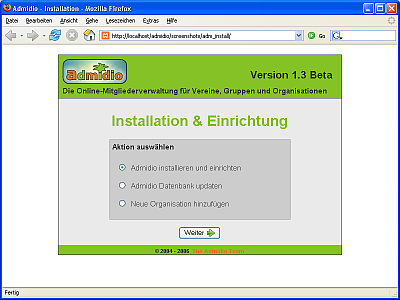 Admidio - Installation - Mozilla Firefox
Datei Bearbeiten Ansicht Gehe Lesezeichen Extras Hilfe
http://localhost/admidio/screenshots/adm_install/ Go
admidio
Version 1.3 Beta
Die Online-Mitgliederverwaltung für Vereine, Gruppen und Organisationen
Installation & Einrichtung
Aktion auswählen
Admidio installieren und einrichten
Admidio Datenbank updaten
Neue Organisation hinzufügen
Weiter
© 2004 - 2006 The Admidio Team
Fertig